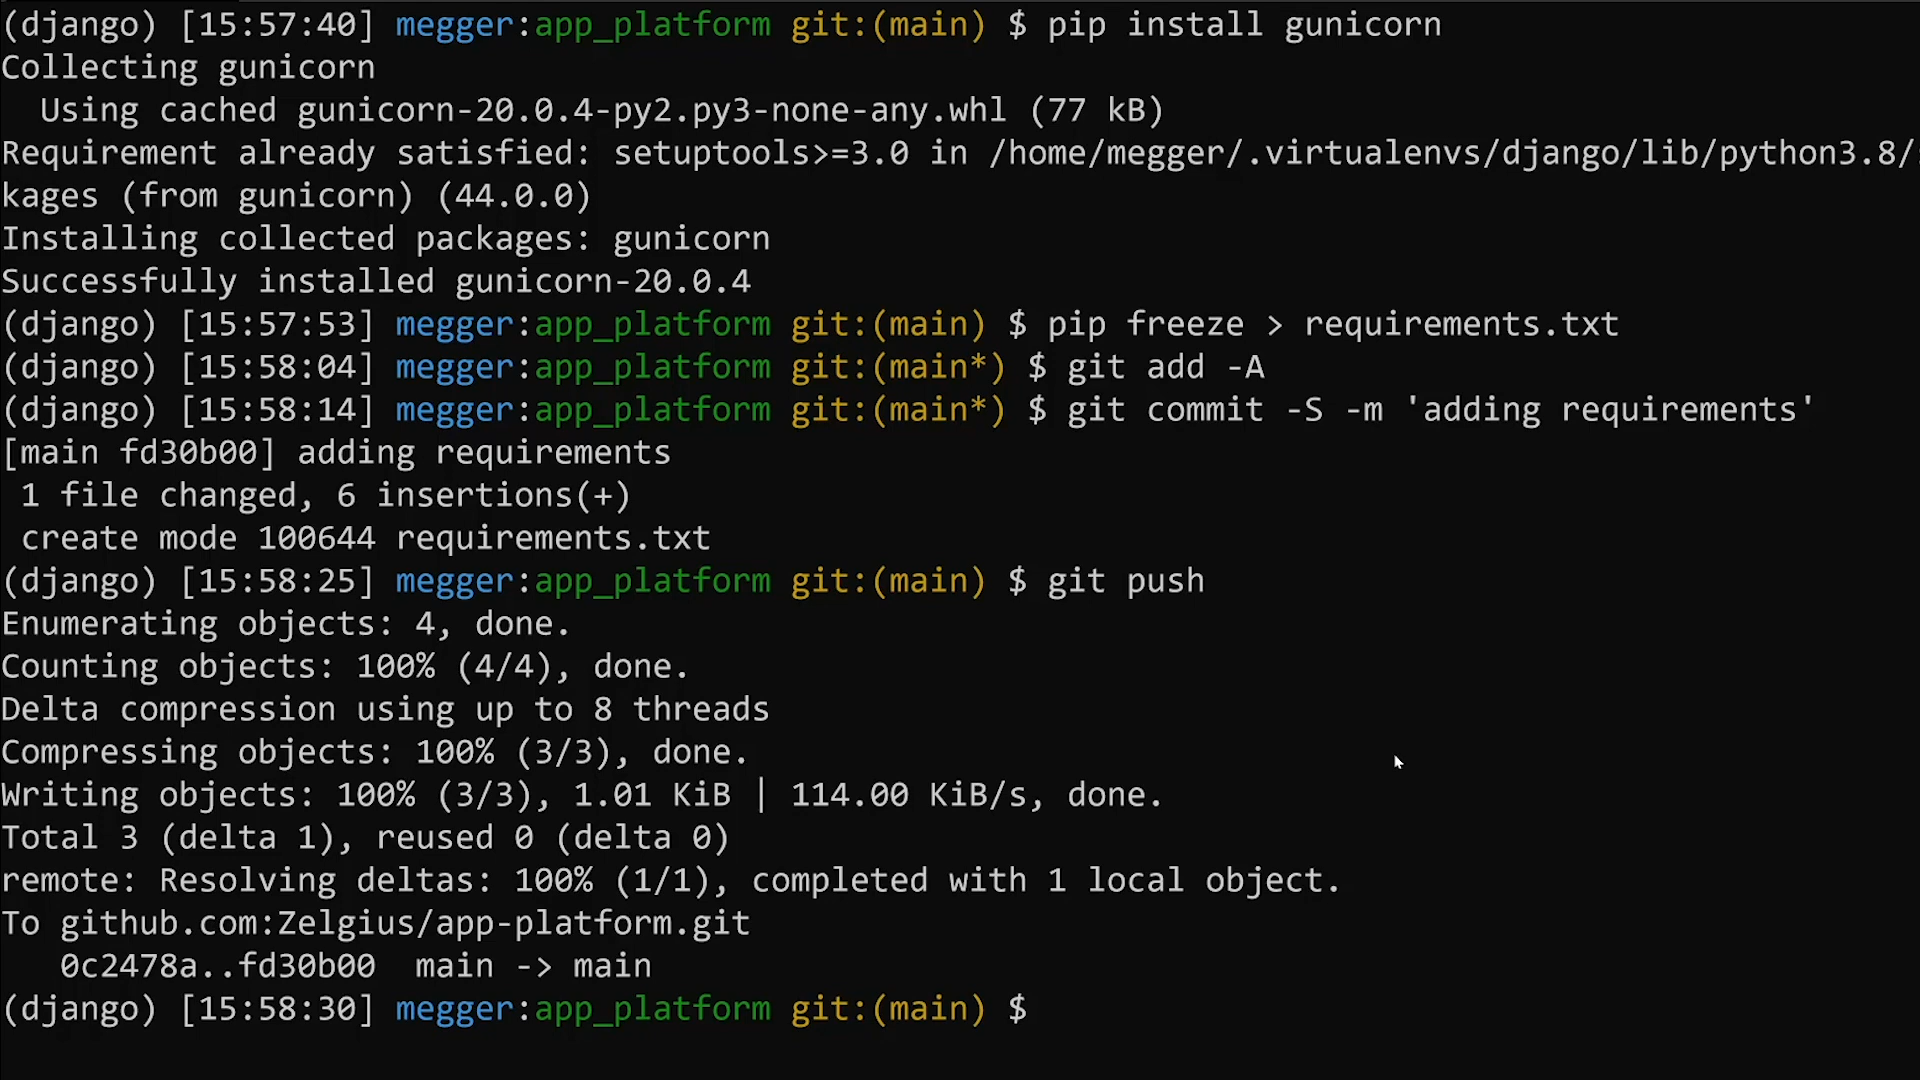 (django) [15:57:40] megger:app_platform git:(main) $ pip install gunicorn
Collecting gunicorn
  Using cached gunicorn-20.0.4-py2.py3-none-any.whl (77 kB)
Requirement already satisfied: setuptools>=3.0 in /home/megger/.virtualenvs/django/lib/python3.8/
kages (from gunicorn) (44.0.0)
Installing collected packages: gunicorn
Successfully installed gunicorn-20.0.4
(django) [15:57:53] megger:app_platform git:(main) $ pip freeze > requirements.txt
(django) [15:58:04] megger:app_platform git:(main*) $ git add -A
(django) [15:58:14] megger:app_platform git:(main*) $ git commit -S -m 'adding requirements'
[main fd30b00] adding requirements
 1 file changed, 6 insertions(+)
 create mode 100644 requirements.txt
(django) [15:58:25] megger:app_platform git:(main) $ git push
Enumerating objects: 4, done.
Counting objects: 100% (4/4), done.
Delta compression using up to 8 threads
Compressing objects: 100% (3/3), done.
Writing objects: 100% (3/3), 1.01 KiB | 114.00 KiB/s, done.
Total 3 (delta 1), reused 0 (delta 0)
remote: Resolving deltas: 100% (1/1), completed with 1 local object.
To github.com:Zelgius/app-platform.git
   0c2478a..fd30b00  main -> main
(django) [15:58:30] megger:app_platform git:(main) $